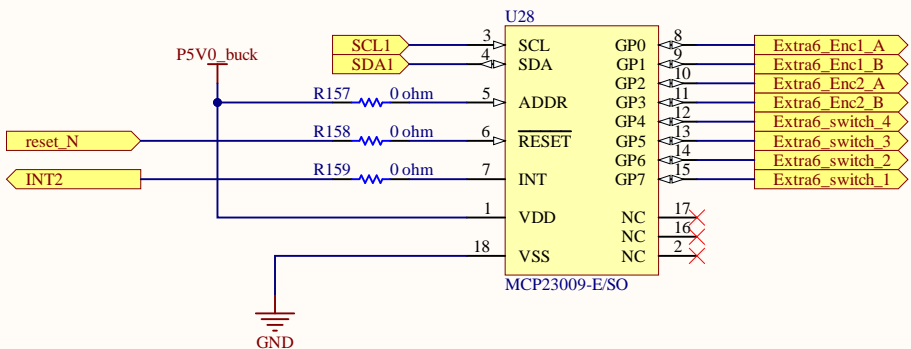 U28
P5V0_buck
SCL1 3 SCL GP0 8 Extra6_Enc1_A
SDA1 4 SDA GP1 9 Extra6_Enc1_B
GP2 10 Extra6_Enc2_A
R157 0 ohm 5 ADDR GP3 11 Extra6_Enc2_B
GP4 12 Extra6_switch_4
reset_N R158 0 ohm 6 RESET GP5 13 Extra6_switch_3
GP6 14 Extra6_switch_2
INT2 R159 0 ohm 7 INT GP7 15 Extra6_switch_1
1 VDD NC 17
NC 16
18 VSS NC 2
MCP23009-E/SO
GND